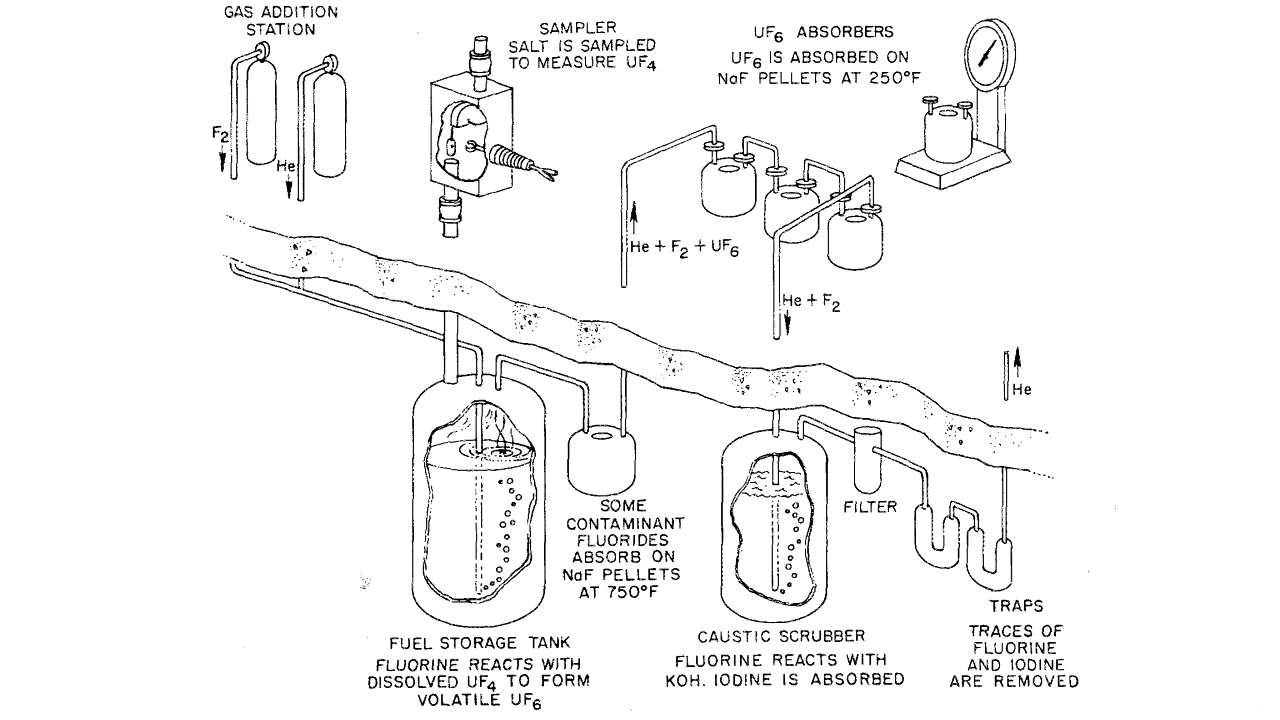 GAS ADDITION
STATION
F₂
He
SAMPLER
SALT IS SAMPLED
TO MEASURE UF₄
UF₆ ABSORBERS
UF₆ IS ABSORBED ON
NaF PELLETS AT 250°F
He + F₂ + UF₆
He + F₂
He
SOME
CONTAMINANT
FLUORIDES
ABSORB ON
NaF PELLETS
AT 750°F
FILTER
FUEL STORAGE TANK
FLUORINE REACTS WITH
DISSOLVED UF₄ TO FORM
VOLATILE UF₆
CAUSTIC SCRUBBER
FLUORINE REACTS WITH
KOH. IODINE IS ABSORBED
TRAPS
TRACES OF
FLUORINE
AND IODINE
ARE REMOVED